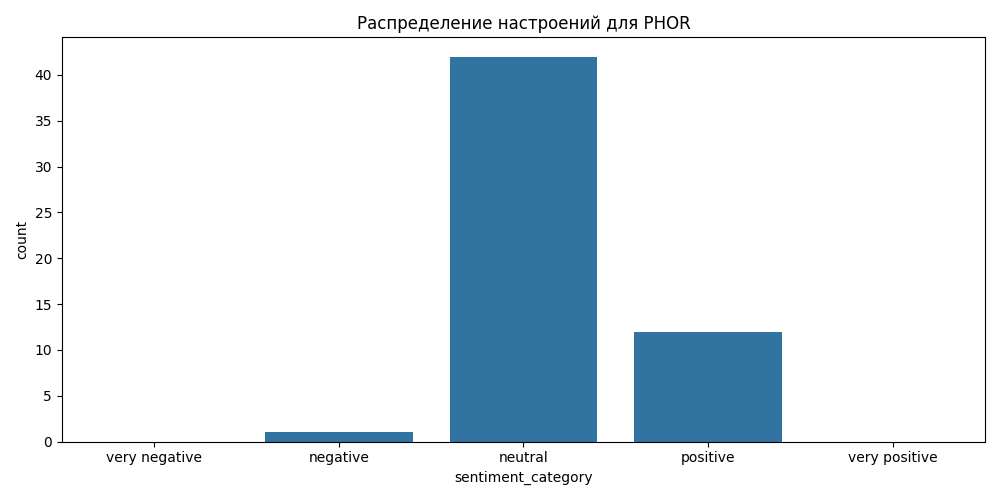 Распределение настроений для PHOR
count
40
35
30
25
20
15
10
5
0
very negative
negative
neutral
positive
very positive
sentiment_category